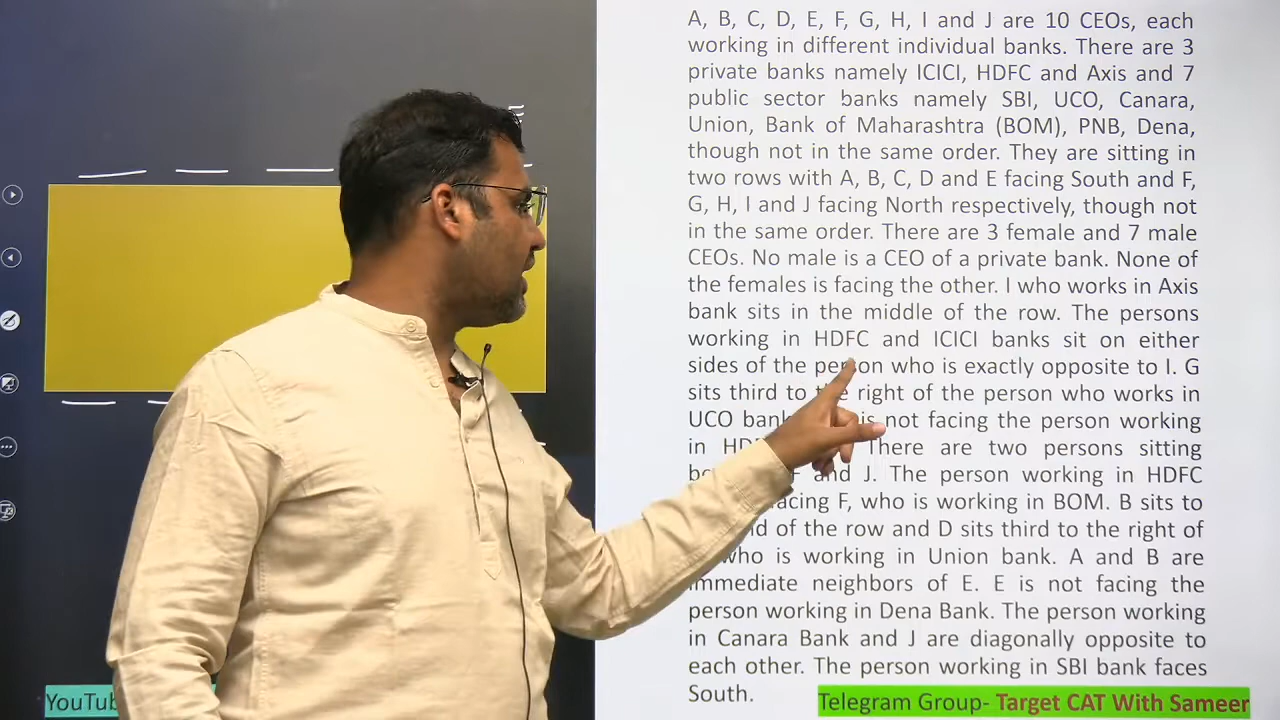 A, B, C, D, E, F, G, H, I and J are 10 CEOs, each
working in different individual banks. There are 3
private banks namely ICICI, HDFC and Axis and 7
public sector banks namely SBI, UCO, Canara,
Union, Bank of Maharashtra (BOM), PNB, Dena,
though not in the same order. They are sitting in
two rows with A, B, C, D and E facing South and F,
G, H, I and J facing North respectively, though not
in the same order. There are 3 female and 7 male
CEOs. No male is a CEO of a private bank. None of
the females is facing the other. I who works in Axis
bank sits in the middle of the row. The persons
working in HDFC and ICICI banks sit on either
sides of the person who is exactly opposite to I. G
sits third to the right of the person who works in
UCO bank is not facing the person working
in There are two persons sitting
and J. The person working in HDFC
facing F, who is working in BOM. B sits to
of the row and D sits third to the right of
who is working in Union bank. A and B are
immediate neighbors of E. E is not facing the
person working in Dena Bank. The person working
in Canara Bank and J are diagonally opposite to
each other. The person working in SBI bank faces
South.
Telegram Group- Target CAT With Sameer